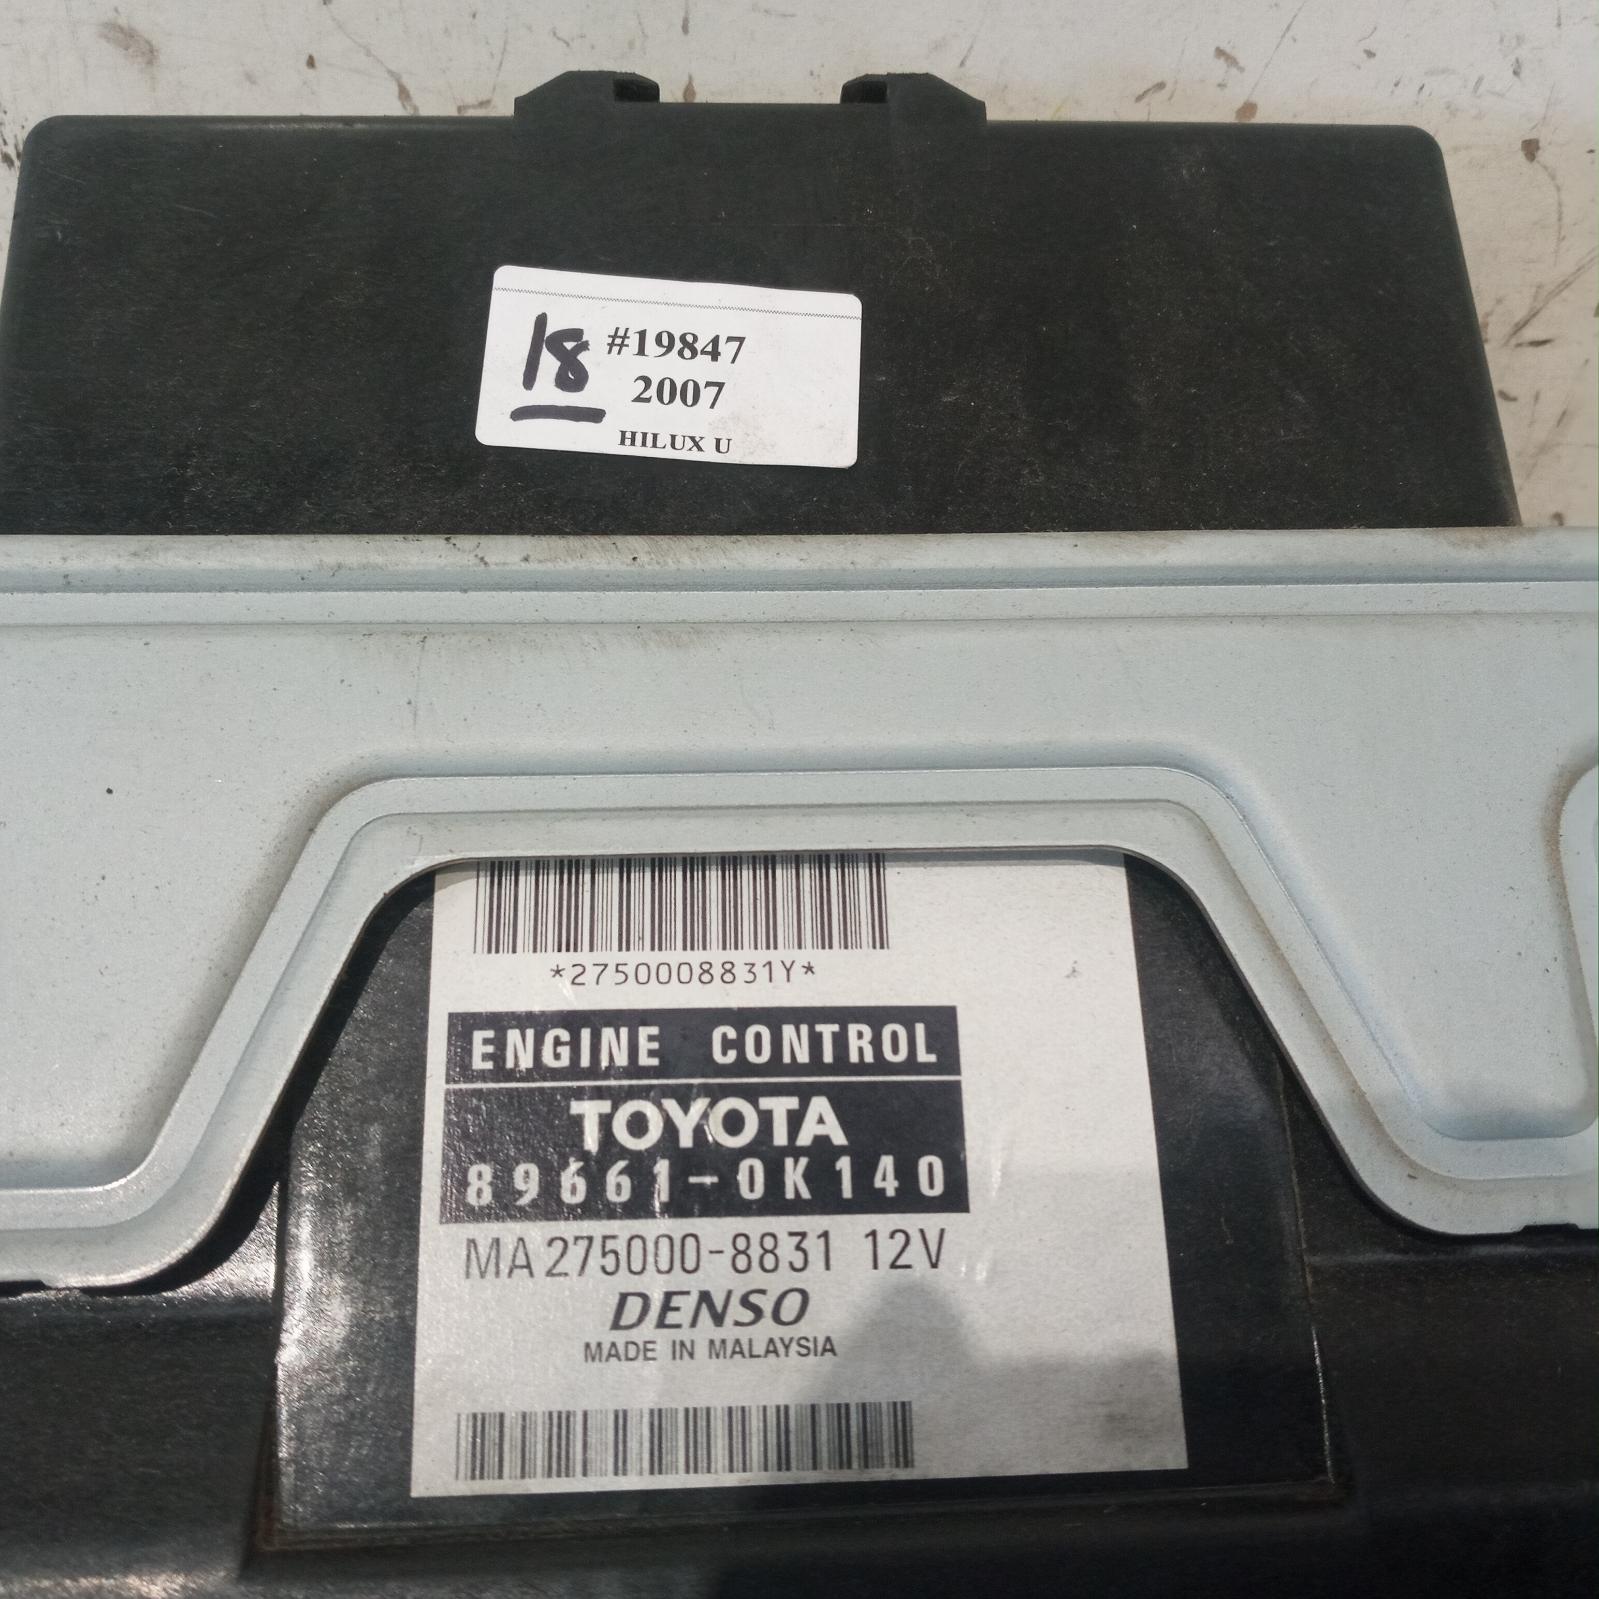 18 #19847
2007
HILUX U
*2750008831Y*
ENGINE CONTROL
TOYOTA
89661-0K140
MA275000-8831 12V
DENSO
MADE IN MALAYSIA